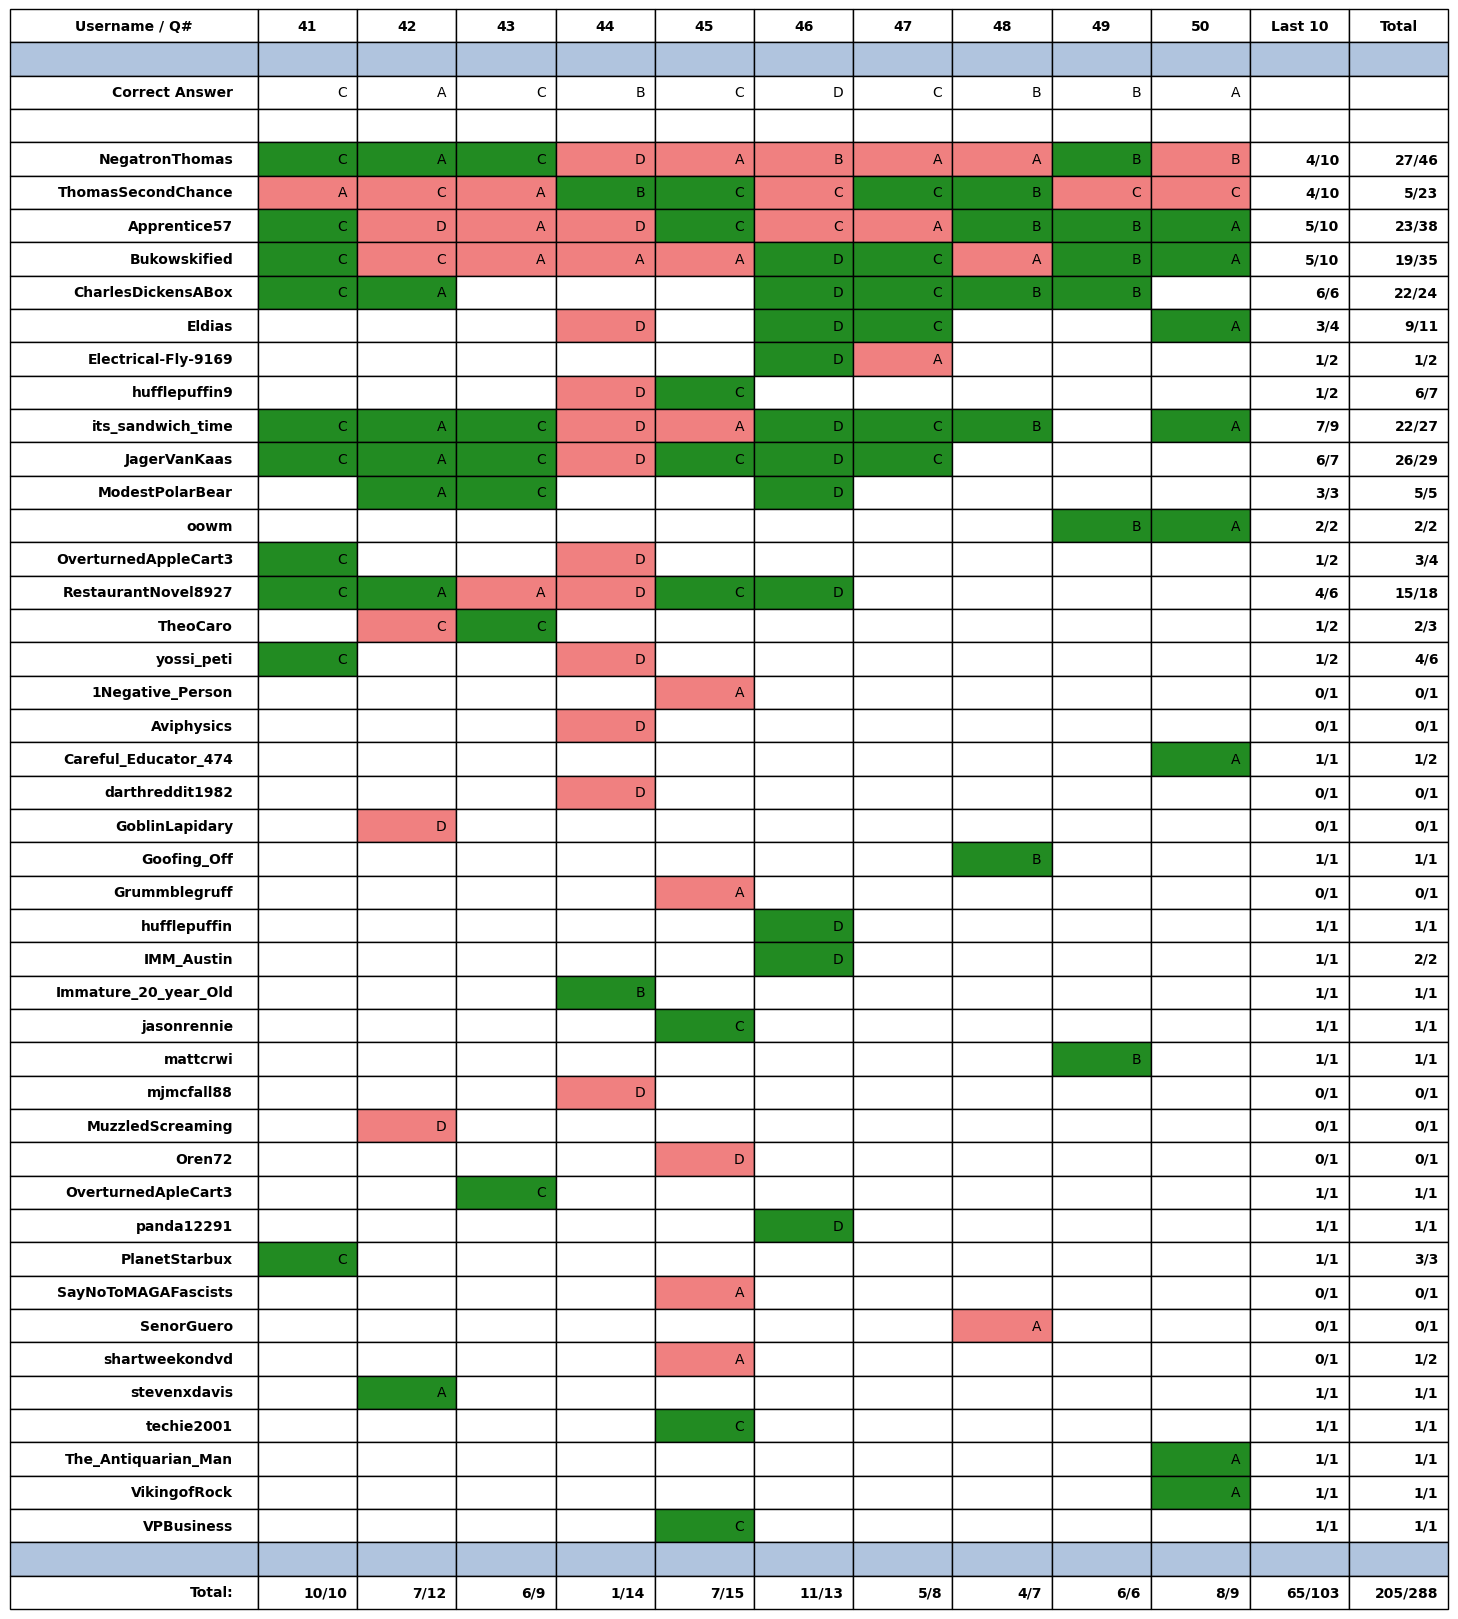 Username / Q# 41 42 43 44 45 46 47 48 49 50 Last 10 Total
Correct Answer C A C B C D C B B A
NegatronThomas C A C D A B A A B B 4/10 27/46
ThomasSecondChance A C A B C C C B C C 4/10 5/23
Apprentice57 C D A D C C A B B A 5/10 23/38
Bukowskified C C A A A D C A B A 5/10 19/35
CharlesDickensABox C A D C B B 6/6 22/24
Eldias D D C A 3/4 9/11
Electrical-Fly-9169 D A 1/2 1/2
hufflepuffin9 D C 1/2 6/7
its_sandwich_time C A C D A D C B A 7/9 22/27
JagerVanKaas C A C D C D C 6/7 26/29
ModestPolarBear A C D 3/3 5/5
oowm B A 2/2 2/2
OverturnedAppleCart3 C D 1/2 3/4
RestaurantNovel8927 C A A D C D 4/6 15/18
TheoCaro C C 1/2 2/3
yossi_peti C D 1/2 4/6
1Negative_Person A 0/1 0/1
Aviphysics D 0/1 0/1
Careful_Educator_474 A 1/1 1/2
darthreddit1982 D 0/1 0/1
GoblinLapidary D 0/1 0/1
Goofing_Off B 1/1 1/1
Grummblegruff A 0/1 0/1
hufflepuffin D 1/1 1/1
IMM_Austin D 1/1 2/2
Immature_20_year_Old B 1/1 1/1
jasonrennie C 1/1 1/1
mattcrwi B 1/1 1/1
mjmcfall88 D 0/1 0/1
MuzzledScreaming D 0/1 0/1
Oren72 D 0/1 0/1
OverturnedApleCart3 C 1/1 1/1
panda12291 D 1/1 1/1
PlanetStarbux C 1/1 3/3
SayNoToMAGAFascists A 0/1 0/1
SenorGuero A 0/1 0/1
shartweekondvd A 0/1 1/2
stevenxdavis A 1/1 1/1
techie2001 C 1/1 1/1
The_Antiquarian_Man A 1/1 1/1
VikingofRock A 1/1 1/1
VPBusiness C 1/1 1/1
Total: 10/10 7/12 6/9 1/14 7/15 11/13 5/8 4/7 6/6 8/9 65/103 205/288